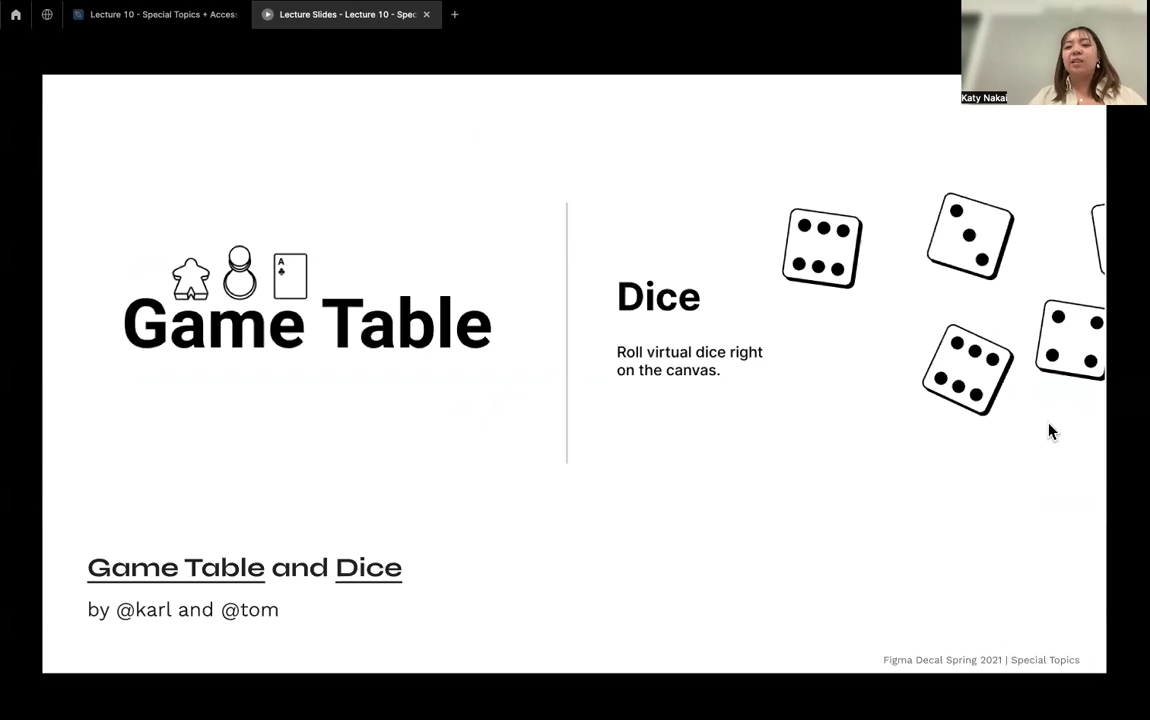 Lecture 10 - Special Topics + Acces
Lecture Slides - Lecture 10 - Spec
Katy Nakai
A
Game Table
Dice
Roll virtual dice right
on the canvas.
Game Table and Dice
by @karl and @tom
Figma Decal Spring 2021 | Special Topics